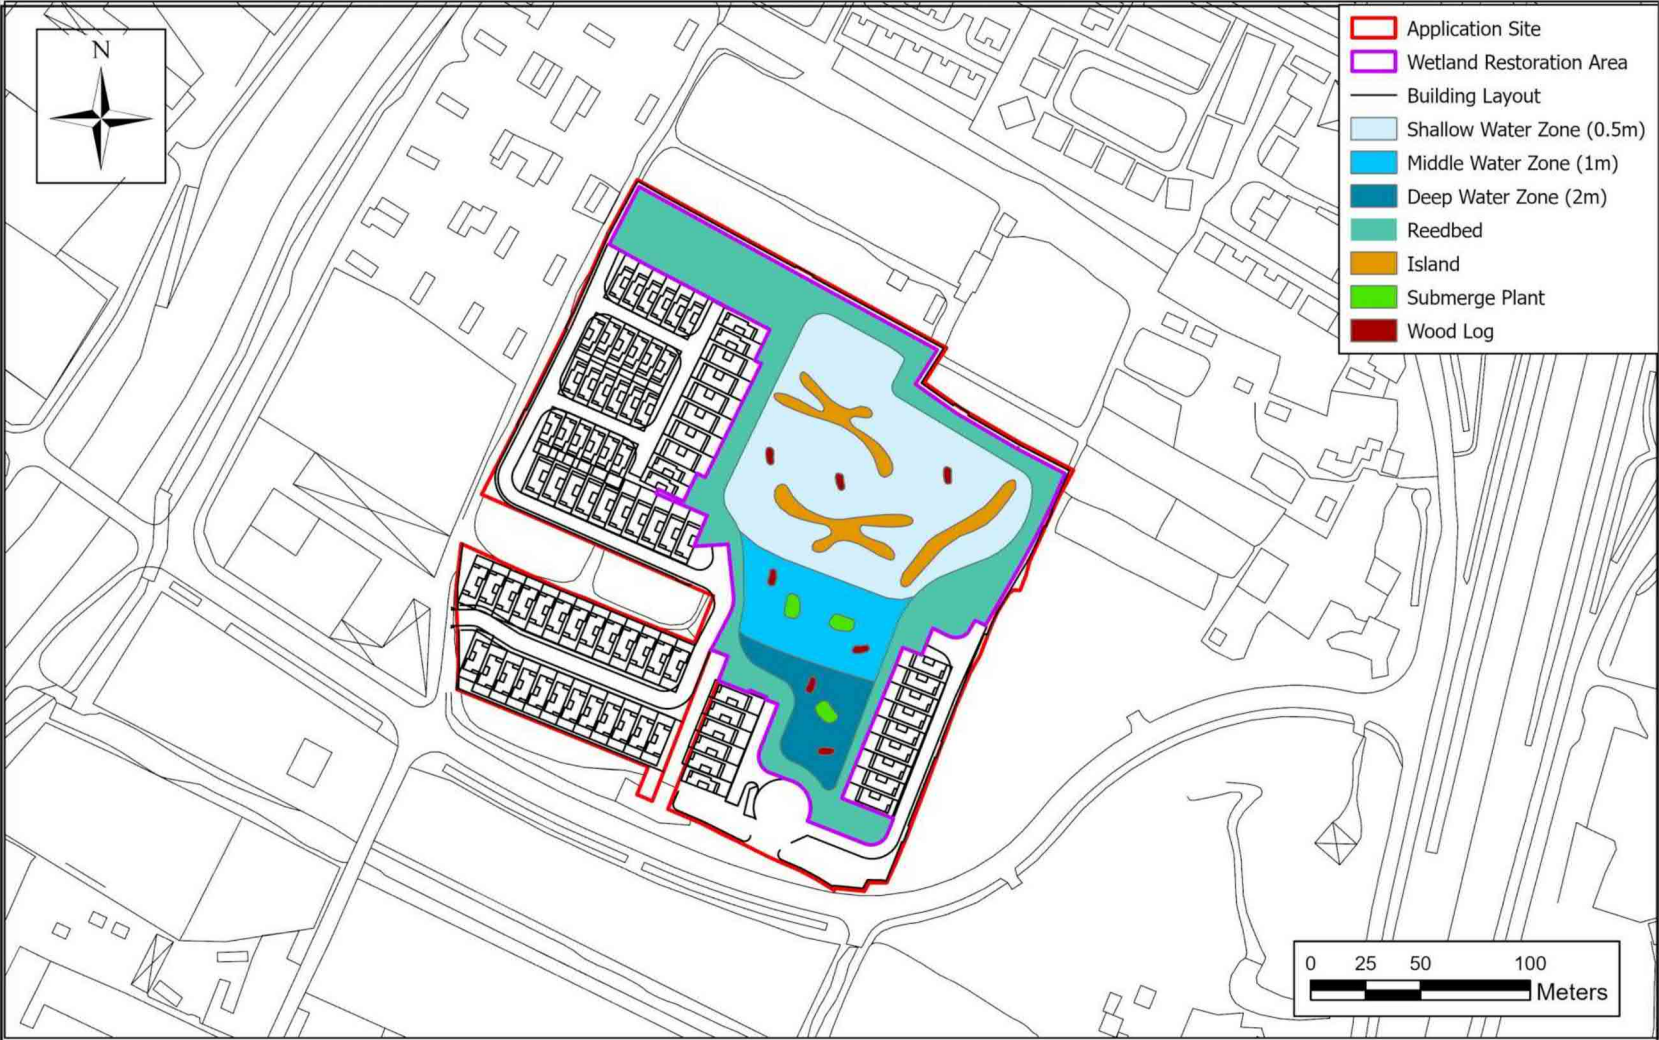 N
Application Site
Wetland Restoration Area
Building Layout
Shallow Water Zone (0.5m)
Middle Water Zone (1m)
Deep Water Zone (2m)
Reedbed
Island
Submerge Plant
Wood Log
0 25 50 100
Meters